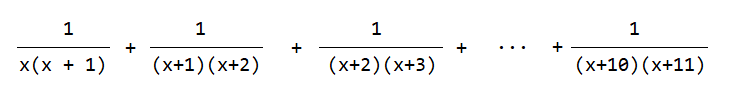 1 1 1 1
+ + + ··· +
x(x + 1) (x+1)(x+2) (x+2)(x+3) (x+10)(x+11)